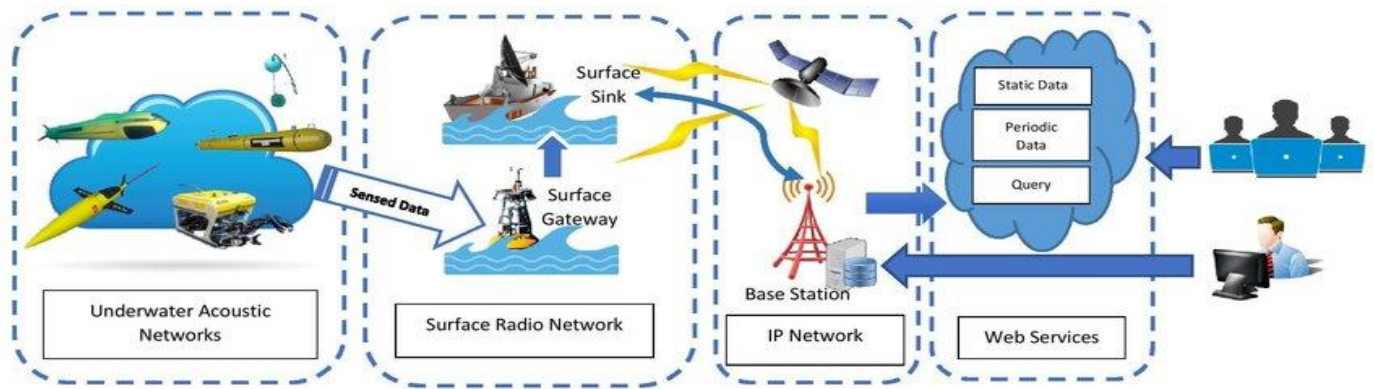 Sensed Data
Underwater Acoustic
Networks
Surface
Sink
Surface
Gateway
Surface Radio Network
Base Station
IP Network
Static Data
Periodic
Data
Query
Web Services